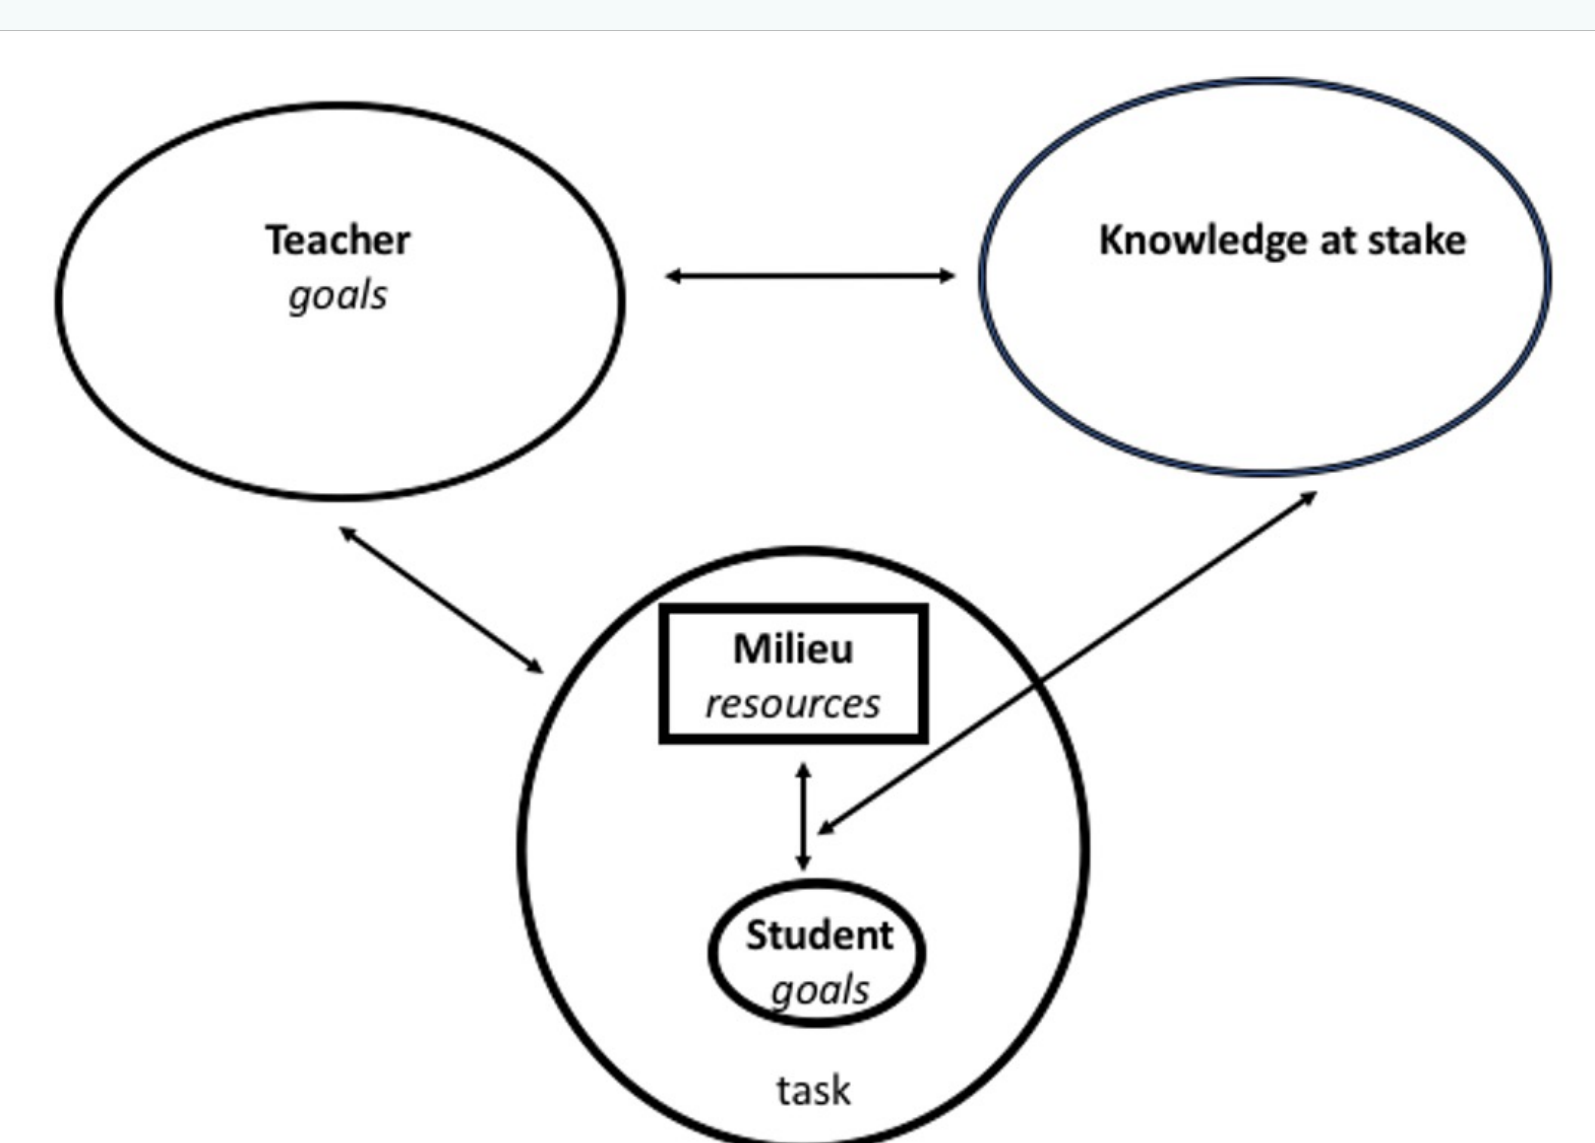 Teacher
goals
Knowledge at stake
Milieu
resources
Student
goals
task